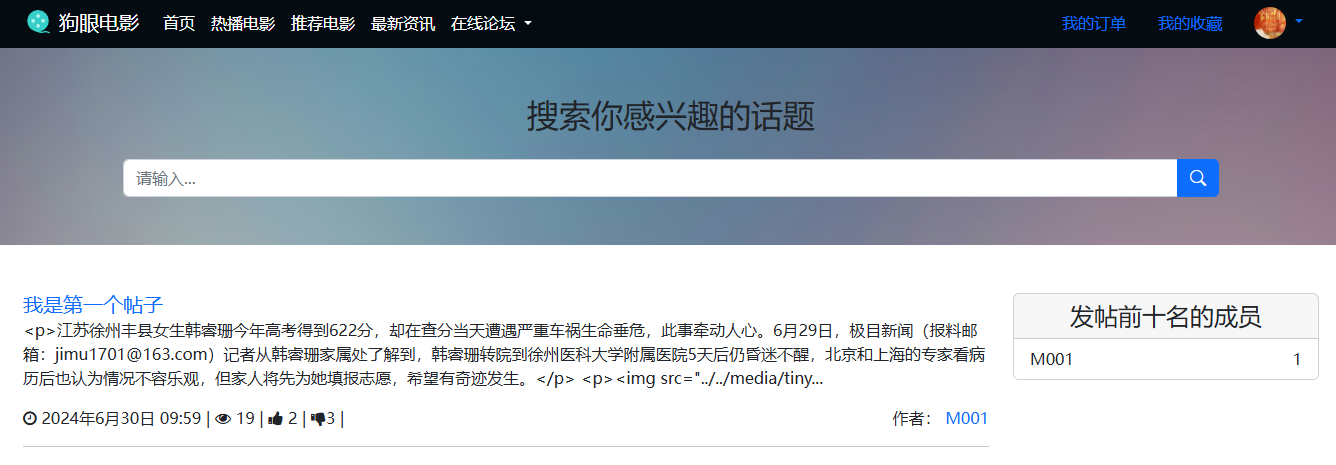 狗眼电影 首页 热播电影 推荐电影 最新资讯 在线论坛 我的订单 我的收藏
搜索你感兴趣的话题
请输入...
我是第一个帖子
<p>江苏徐州丰县女生韩睿珊今年高考得到622分，却在查分当天遭遇严重车祸生命垂危，此事牵动人心。6月29日，极目新闻（报料邮
箱：jimu1701@163.com）记者从韩睿珊家属处了解到，韩睿珊转院到徐州医科大学附属医院5天后仍昏迷不醒，北京和上海的专家看病
历后也认为情况不容乐观，但家人将先为她填报志愿，希望有奇迹发生。</p> <p><img src="../../media/tiny...
2024年6月30日 09:59 | 19 | 2 | 3 | 作者： M001
发帖前十名的成员
M001 1